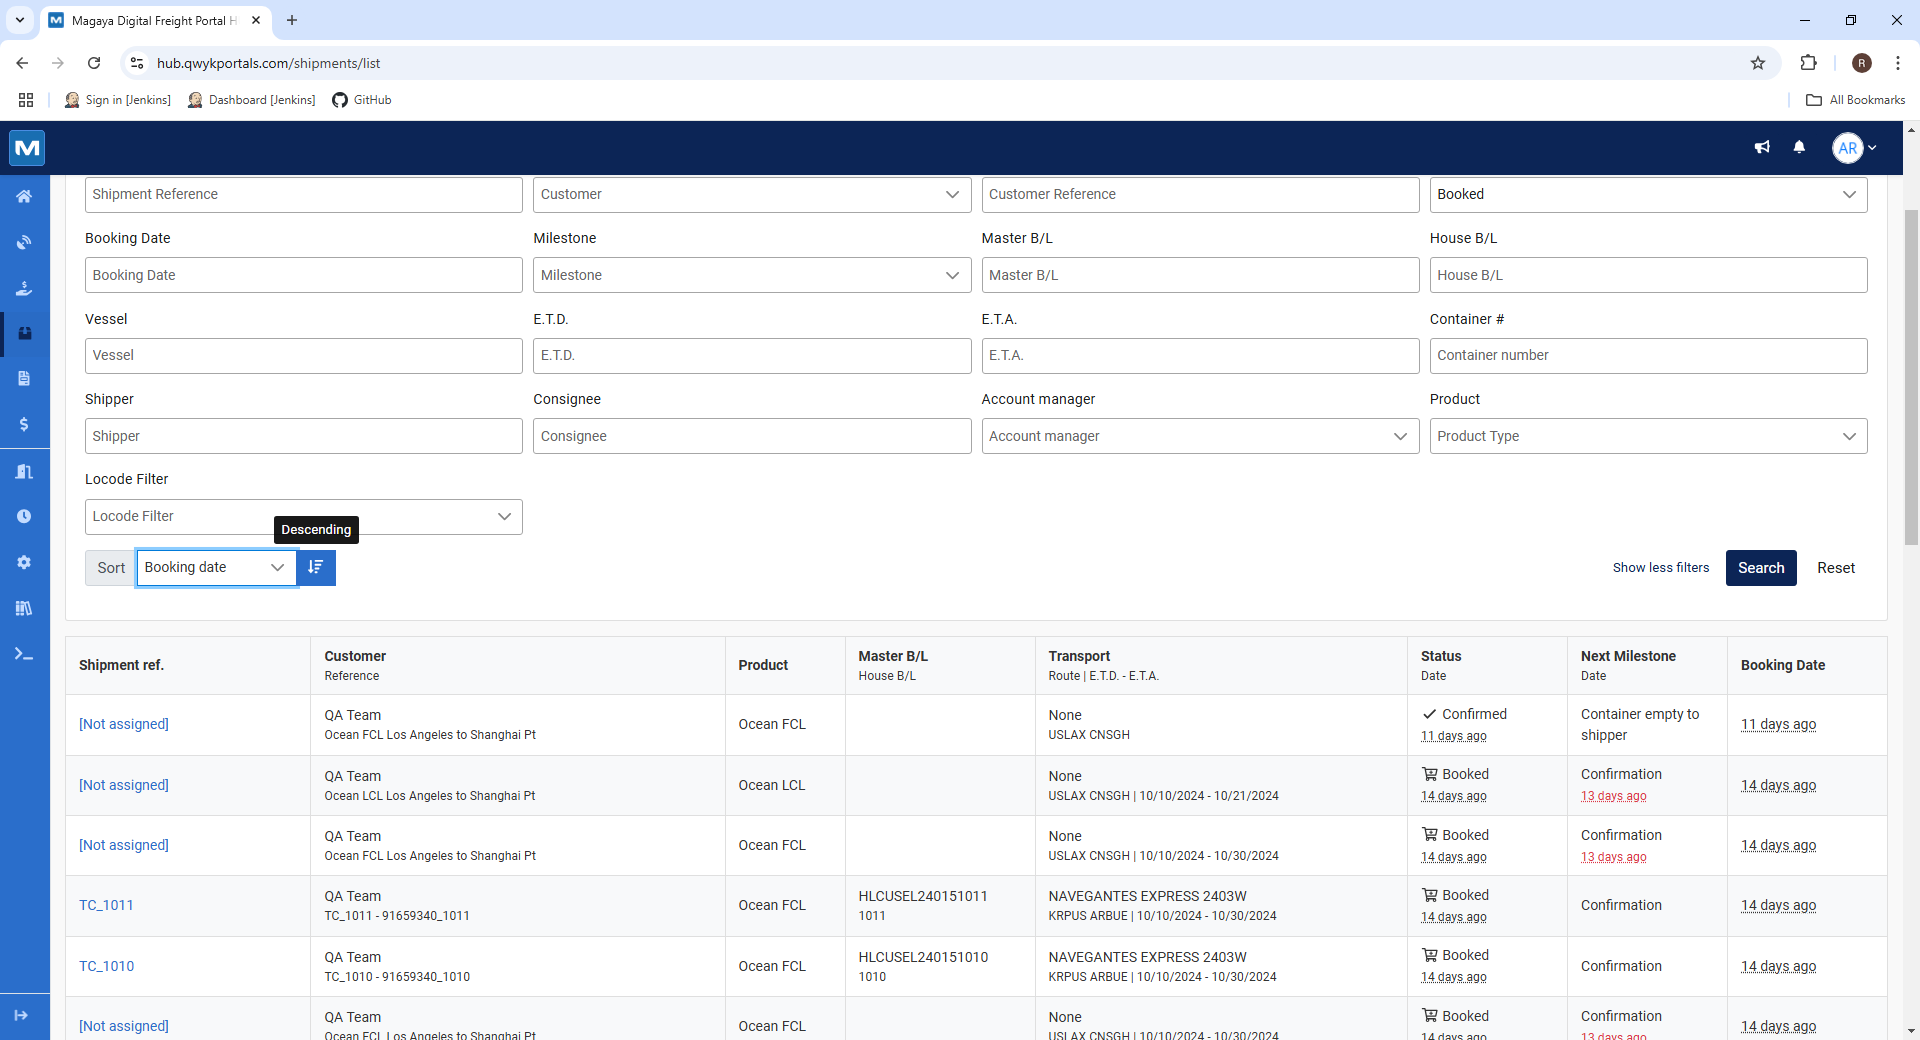 Magaya Digital Freight Portal H
hub.qwykportals.com/shipments/list
R
Sign in [Jenkins]
Dashboard [Jenkins]
GitHub
All Bookmarks
M
AR
Shipment Reference
Customer
Customer Reference
Booked
Booking Date
Milestone
Master B/L
House B/L
Booking Date
Milestone
Master B/L
House B/L
Vessel
E.T.D.
E.T.A.
Container #
Vessel
E.T.D.
E.T.A.
Container number
Shipper
Consignee
Account manager
Product
Shipper
Consignee
Account manager
Product Type
Locode Filter
Locode Filter
Descending
Sort
Booking date
Show less filters
Search
Reset
Shipment ref.
Customer
Reference
Product
Master B/L
House B/L
Transport
Route | E.T.D. - E.T.A.
Status
Date
Next Milestone
Date
Booking Date
[Not assigned]
QA Team
Ocean FCL Los Angeles to Shanghai Pt
Ocean FCL
None
USLAX CNSGH
Confirmed
11 days ago
Container empty to
shipper
11 days ago
[Not assigned]
QA Team
Ocean LCL Los Angeles to Shanghai Pt
Ocean LCL
None
USLAX CNSGH | 10/10/2024 - 10/21/2024
Booked
14 days ago
Confirmation
13 days ago
14 days ago
[Not assigned]
QA Team
Ocean FCL Los Angeles to Shanghai Pt
Ocean FCL
None
USLAX CNSGH | 10/10/2024 - 10/30/2024
Booked
14 days ago
Confirmation
13 days ago
14 days ago
TC_1011
QA Team
TC_1011 - 91659340_1011
Ocean FCL
HLCUSEL240151011
1011
NAVEGANTES EXPRESS 2403W
KRPUS ARBUE | 10/10/2024 - 10/30/2024
Booked
14 days ago
Confirmation
14 days ago
TC_1010
QA Team
TC_1010 - 91659340_1010
Ocean FCL
HLCUSEL240151010
1010
NAVEGANTES EXPRESS 2403W
KRPUS ARBUE | 10/10/2024 - 10/30/2024
Booked
14 days ago
Confirmation
14 days ago
[Not assigned]
QA Team
Ocean FCL Los Angeles to Shanghai Pt
Ocean FCL
None
USLAX CNSGH | 10/10/2024 - 10/30/2024
Booked
14 days ago
Confirmation
13 days ago
14 days ago